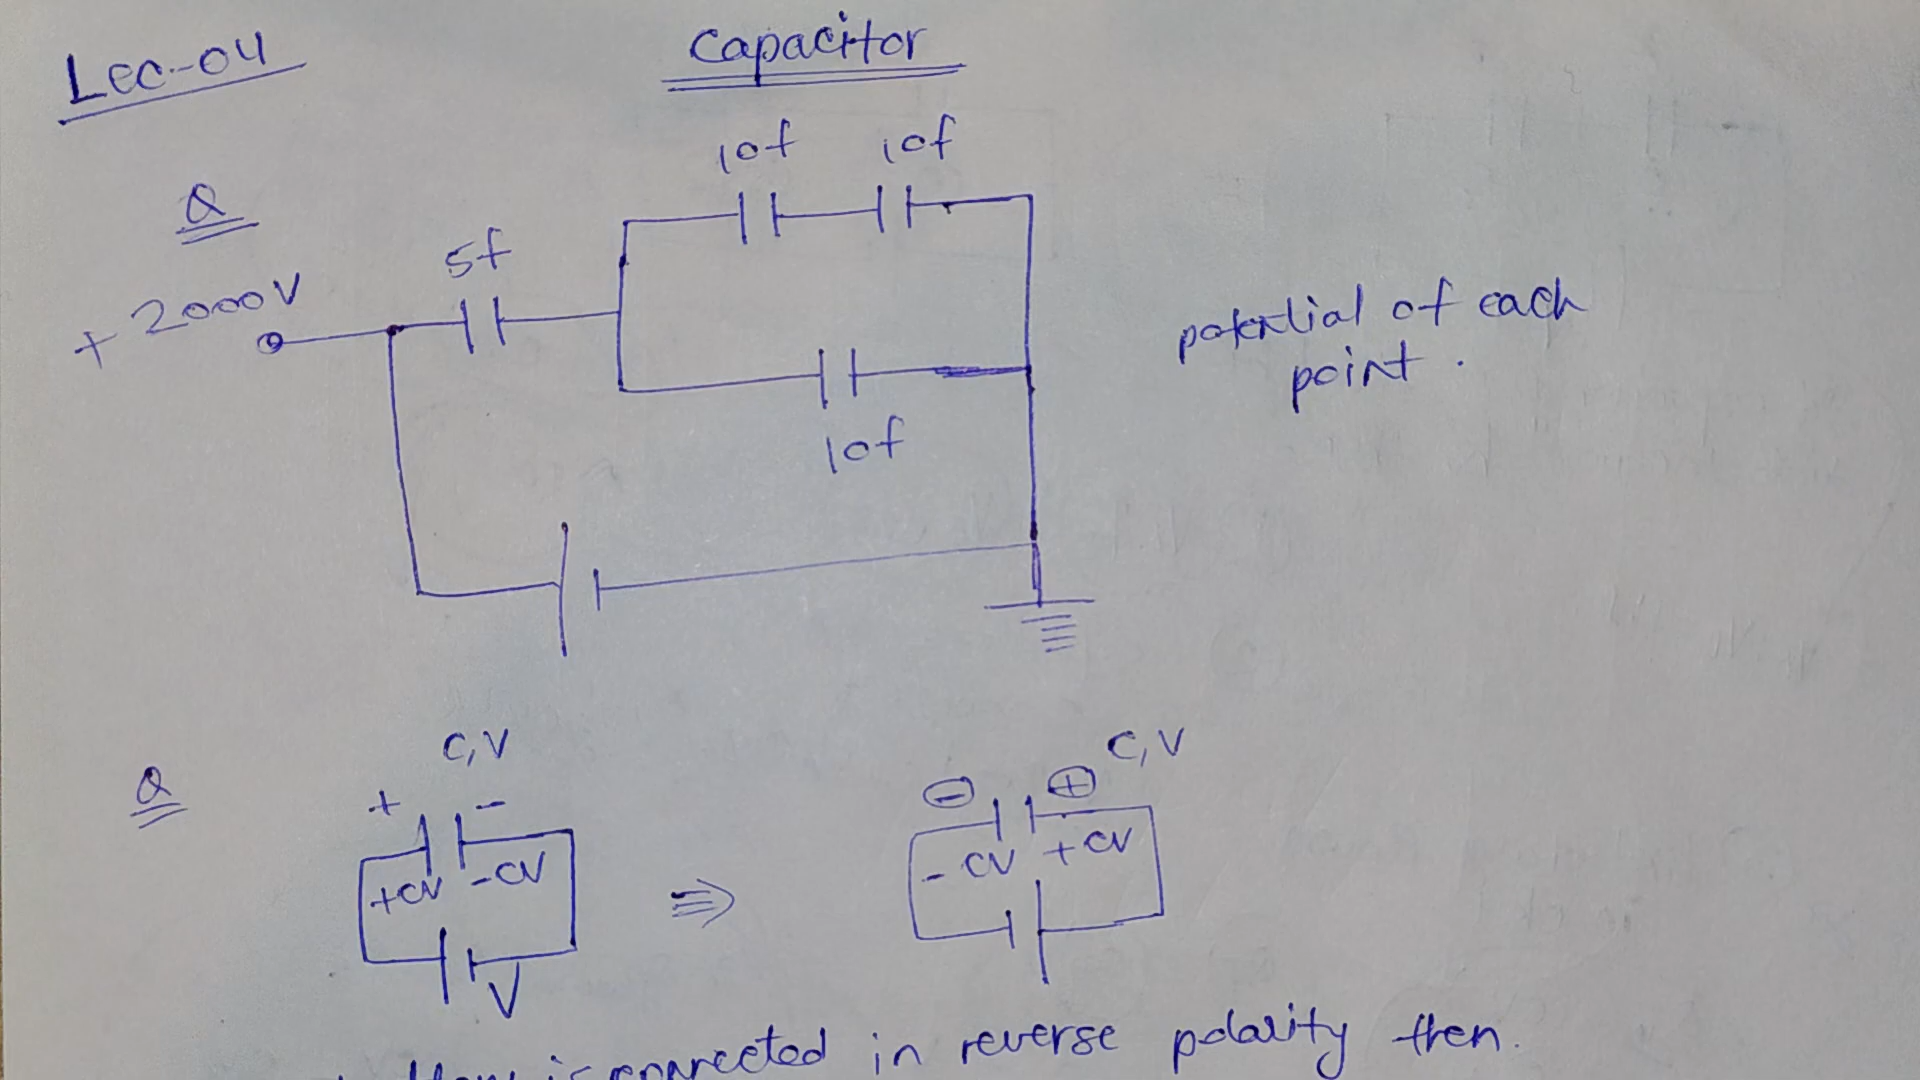 Lec-04
Capacitor
Q
10f 10f
5f
+2000V
potential of each
point.
10f
Q
C,V
+ -
+CV -CV
V
⇒
C,V
⊖ ⊕
-CV +CV
is connected in reverse polarity then.